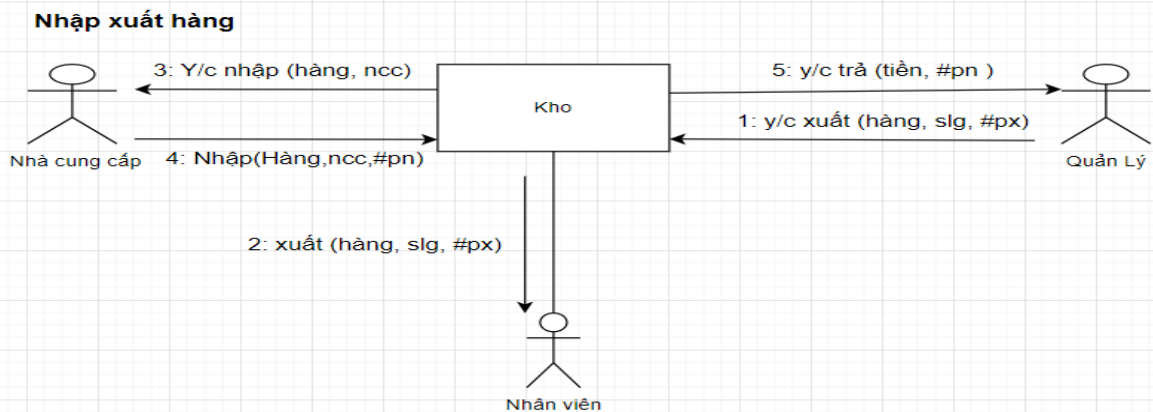 Nhập xuất hàng
3: Y/c nhập (hàng, ncc)
5: y/c trả (tiền, #pn )
Kho
1: y/c xuất (hàng, slg, #px)
Nhà cung cấp
4: Nhập(Hàng,ncc,#pn)
Quản Lý
2: xuất (hàng, slg, #px)
Nhân viên